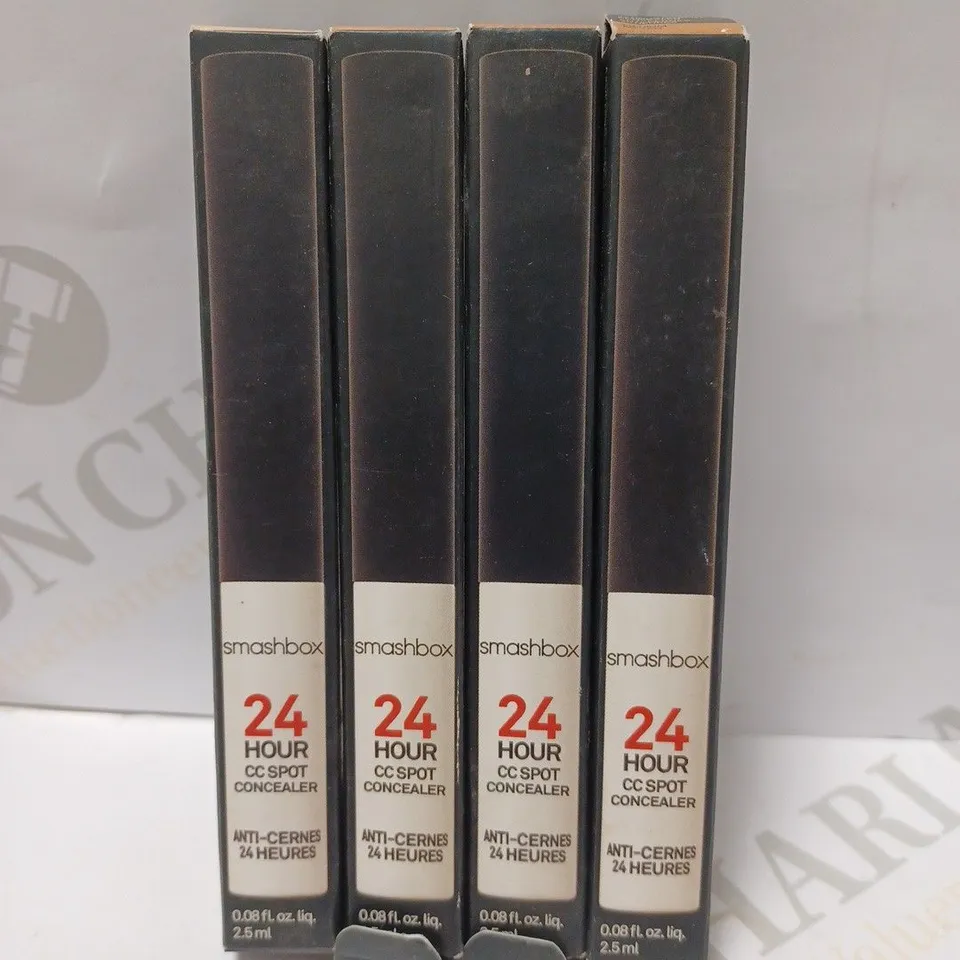 smashbox
24
HOUR
CC SPOT
CONCEALER
ANTI-CERNES
24 HEURES
0.08 fl. oz. liq.
2.5 ml
smashbox
24
HOUR
CC SPOT
CONCEALER
ANTI-CERNES
24 HEURES
0.08 fl. oz. liq.
smashbox
24
HOUR
CC SPOT
CONCEALER
ANTI-CERNES
24 HEURES
0.08 fl. oz. liq.
smashbox
24
HOUR
CC SPOT
CONCEALER
ANTI-CERNES
24 HEURES
0.08 fl. oz. liq.
2.5 ml